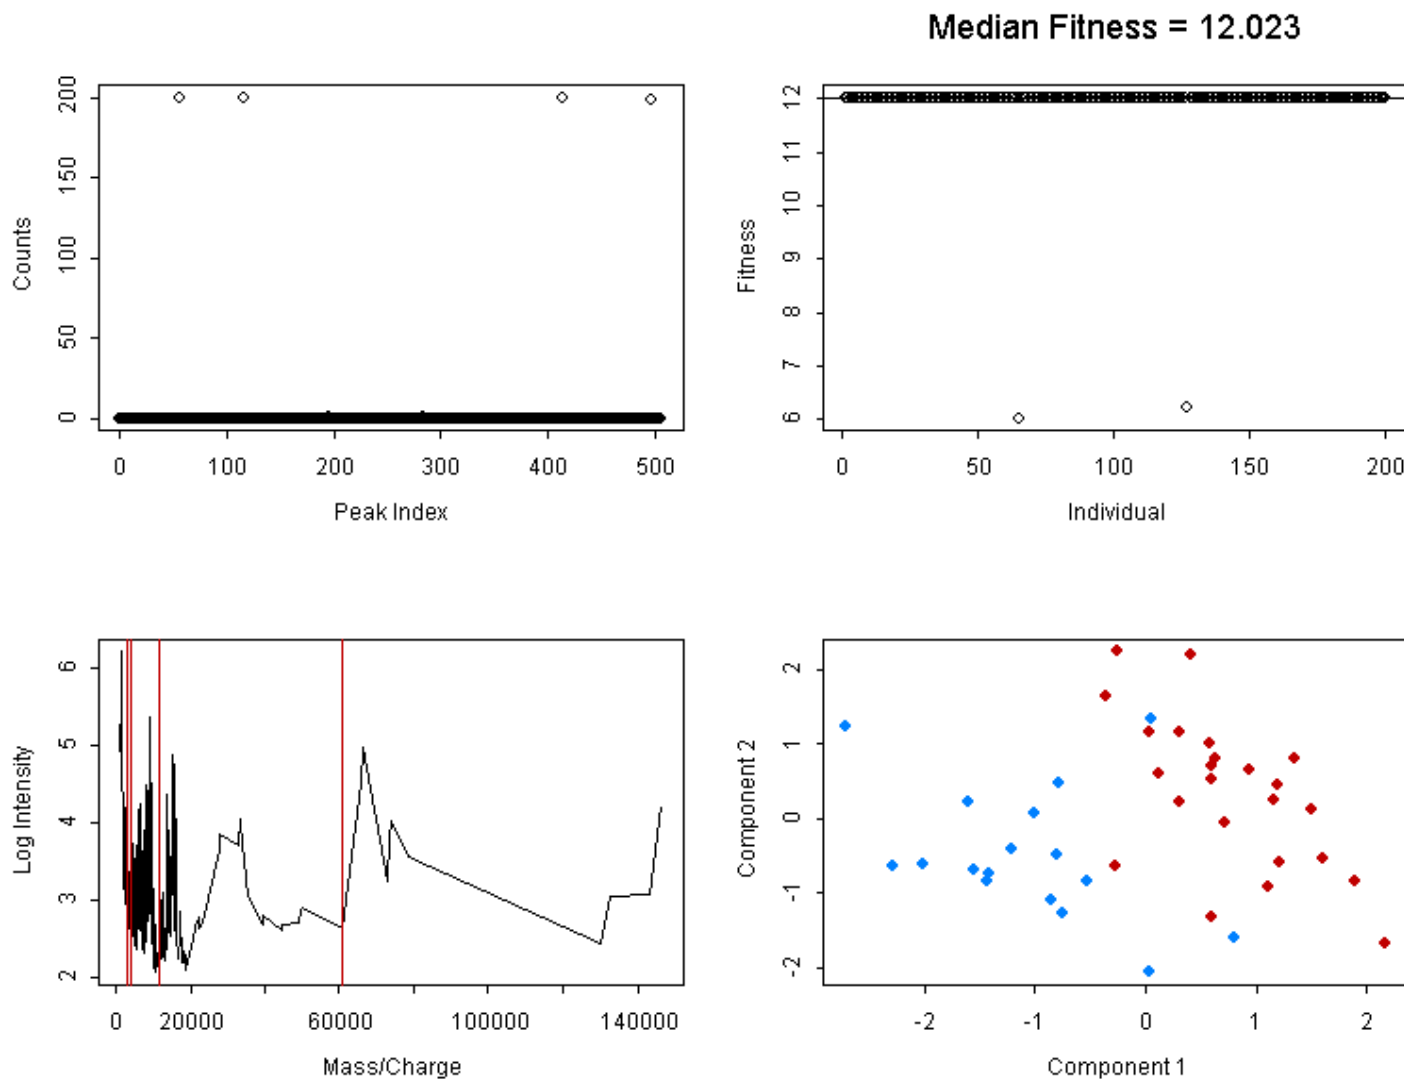 Median Fitness = 12.023
Counts
0 50 100 150 200
0 100 200 300 400 500
Peak Index
Fitness
6 7 8 9 10 11 12
0 50 100 150 200
Individual
Log Intensity
2 3 4 5 6
0 20000 60000 100000 140000
Mass/Charge
Component 2
-2 -1 0 1 2
-2 -1 0 1 2
Component 1